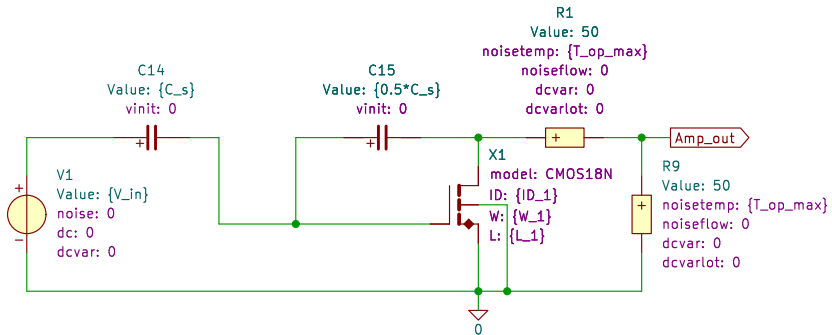 R1
Value: 50
noisetemp: {T_op_max}
noiseflow: 0
dcvar: 0
dcvarlot: 0
C14
Value: {C_s}
vinit: 0
C15
Value: {0.5*C_s}
vinit: 0
Amp_out
V1
Value: {V_in}
noise: 0
dc: 0
dcvar: 0
X1
model: CMOS18N
ID: {ID_1}
W: {W_1}
L: {L_1}
R9
Value: 50
noisetemp: {T_op_max}
noiseflow: 0
dcvar: 0
dcvarlot: 0
0